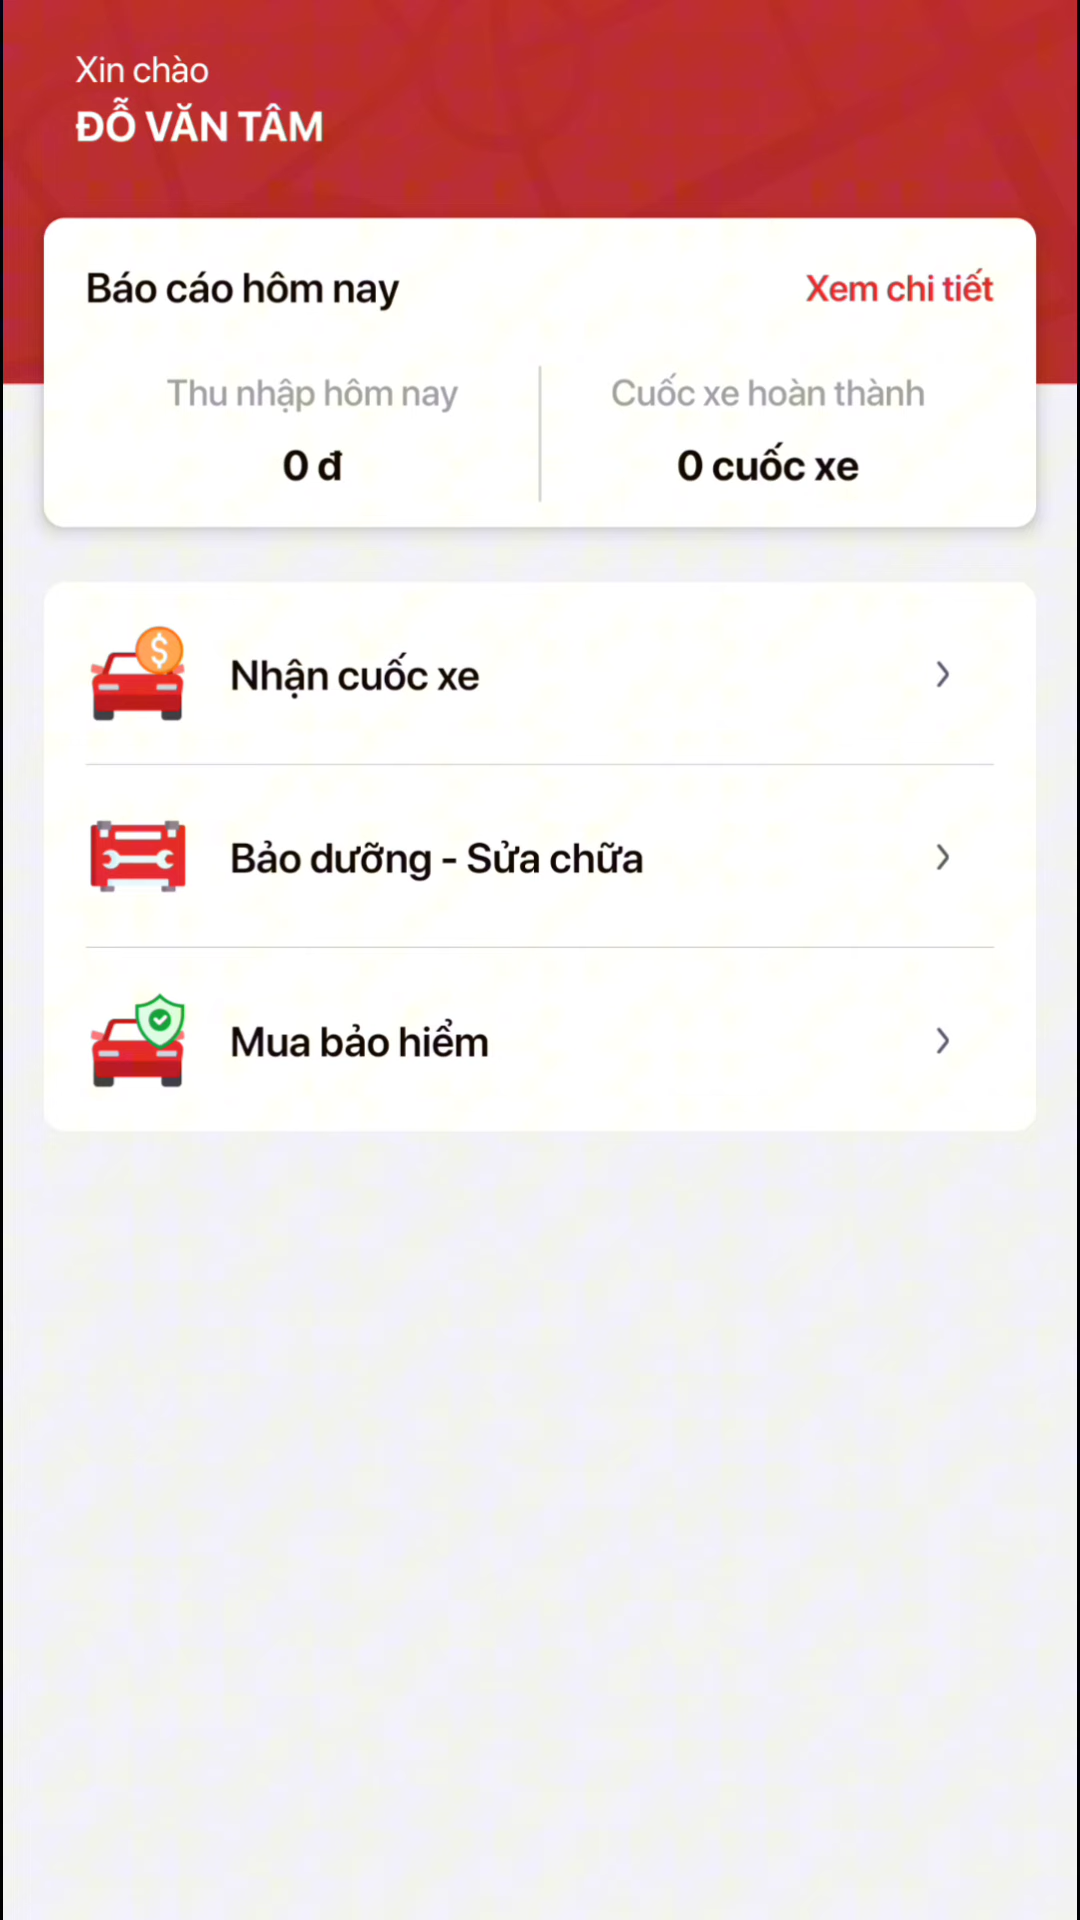 Xin chào
ĐỖ VĂN TÂM
Báo cáo hôm nay
Xem chi tiết
Thu nhập hôm nay
Cuốc xe hoàn thành
0 đ
0 cuốc xe
$
Nhận cuốc xe
Bảo dưỡng - Sửa chữa
Mua bảo hiểm